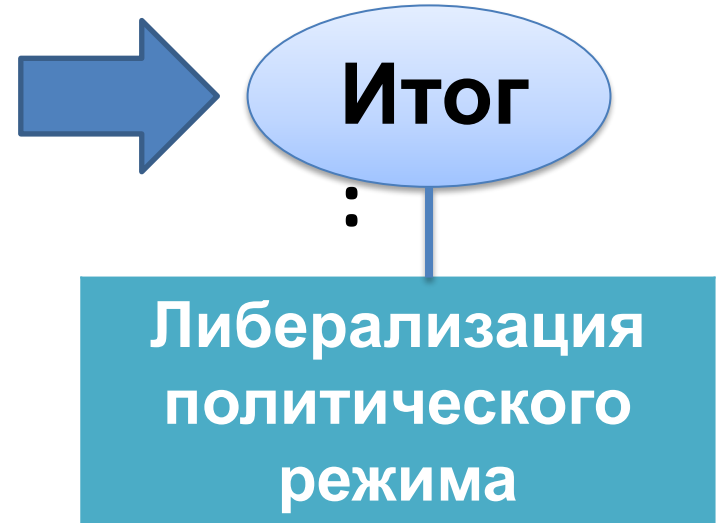 Итог
:
Либерализация
политического
режима